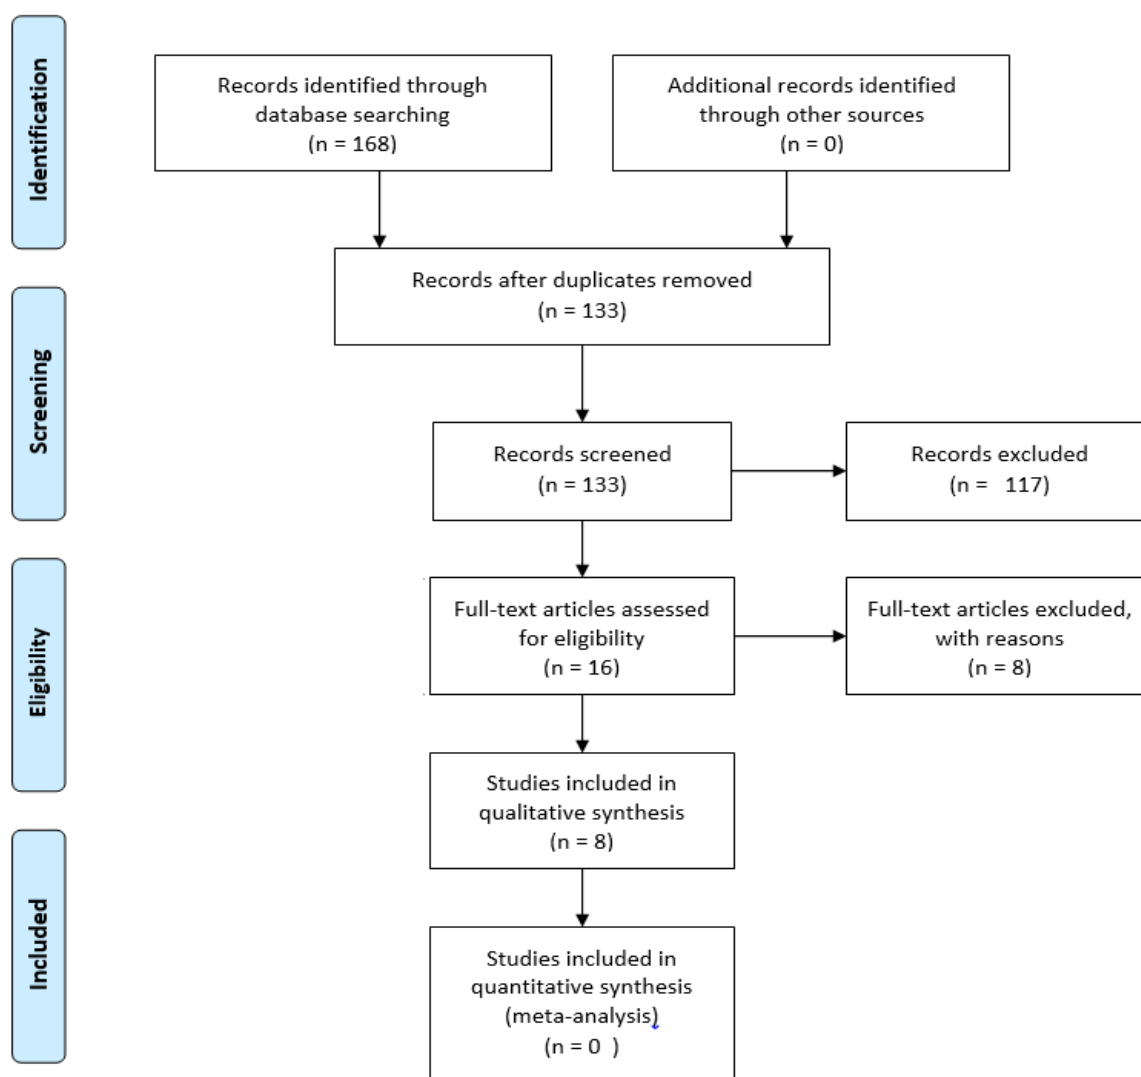 Identification
Records identified through
database searching
(n = 168)
Additional records identified
through other sources
(n = 0)
Records after duplicates removed
(n = 133)
Screening
Records screened
(n = 133)
Records excluded
(n =   117)
Eligibility
Full-text articles assessed
for eligibility
(n = 16)
Full-text articles excluded,
with reasons
(n = 8)
Studies included in
qualitative synthesis
(n = 8)
Included
Studies included in
quantitative synthesis
(meta-analysis)
(n = 0  )